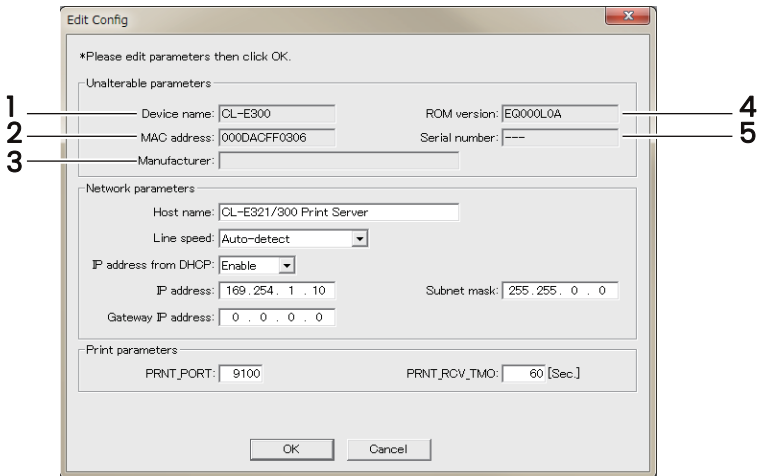 Edit Config
*Please edit parameters then click OK.
Unalterable parameters
1 Device name: CL-E300 ROM version: EQ000L0A 4
2 MAC address: 000DACFF0306 Serial number: --- 5
3 Manufacturer:
Network parameters
Host name: CL-E321/300 Print Server
Line speed: Auto-detect
IP address from DHCP: Enable
IP address: 169.254. 1 . 10 Subnet mask: 255.255. 0 . 0
Gateway IP address: 0 . 0 . 0 . 0
Print parameters
PRNT_PORT: 9100 PRNT_RCV_TMO: 60 [Sec.]
OK Cancel